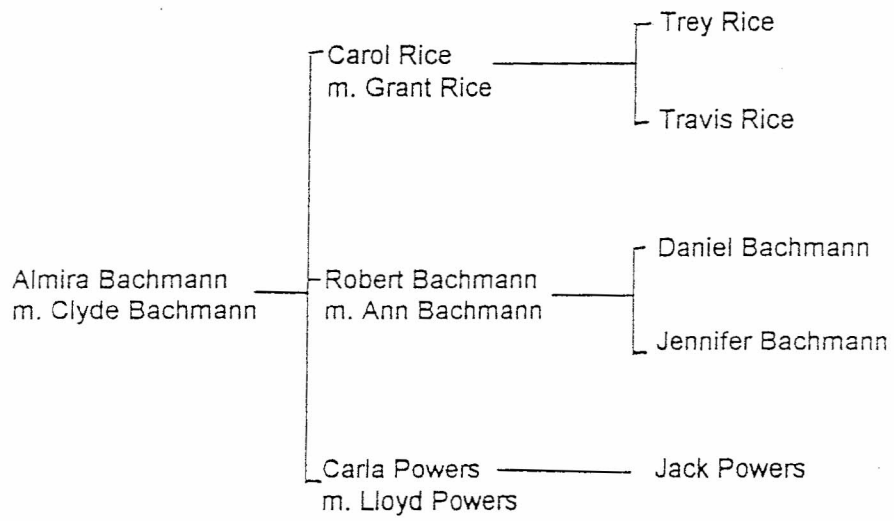 Trey Rice
Carol Rice
m. Grant Rice
Travis Rice
Daniel Bachmann
Almira Bachmann
m. Clyde Bachmann
Robert Bachmann
m. Ann Bachmann
Jennifer Bachmann
Carla Powers
m. Lloyd Powers
Jack Powers